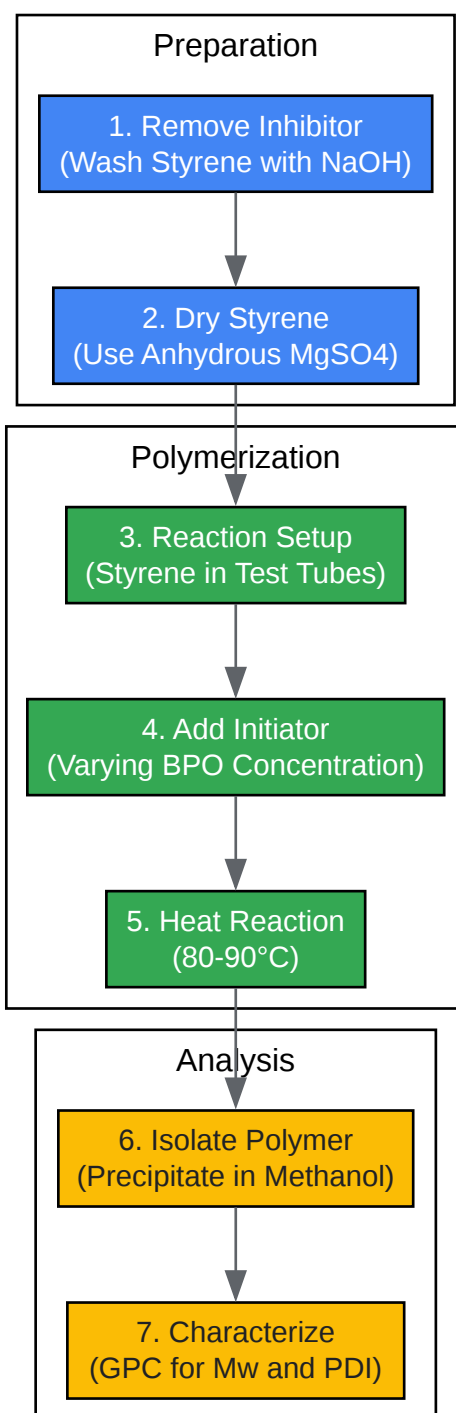 Preparation
1. Remove Inhibitor
(Wash Styrene with NaOH)
2. Dry Styrene
(Use Anhydrous MgSO4)
Polymerization
3. Reaction Setup
(Styrene in Test Tubes)
4. Add Initiator
(Varying BPO Concentration)
5. Heat Reaction
(80-90°C)
Analysis
6. Isolate Polymer
(Precipitate in Methanol)
7. Characterize
(GPC for Mw and PDI)